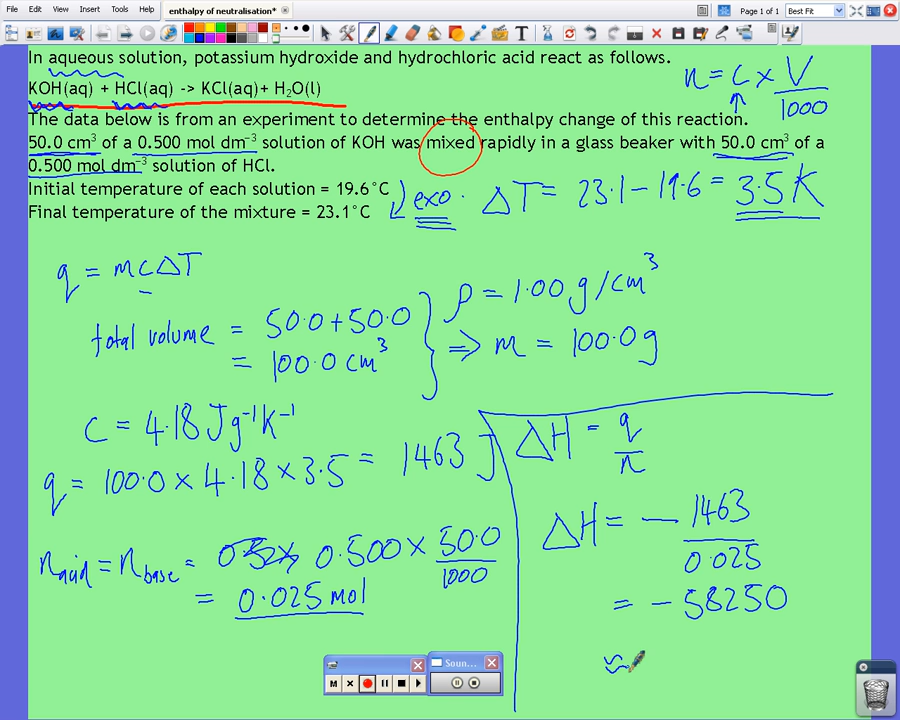 File Edit View Insert Tools Help
enthalpy of neutralisation*
Page 1 of 1 Best Fit
In aqueous solution, potassium hydroxide and hydrochloric acid react as follows.
n = c × V/1000
KOH(aq) + HCl(aq) -> KCl(aq)+ H₂O(l)
The data below is from an experiment to determine the enthalpy change of this reaction.
50.0 cm³ of a 0.500 mol dm⁻³ solution of KOH was mixed rapidly in a glass beaker with 50.0 cm³ of a
0.500 mol dm⁻³ solution of HCl.
Initial temperature of each solution = 19.6°C
Final temperature of the mixture = 23.1°C
exo. ΔT = 23.1 - 19.6 = 3.5 K
q = mcΔT
total volume = 50.0 + 50.0
= 100.0 cm³
ρ = 1.00 g/cm³
⇒ m = 100.0g
c = 4.18 Jg⁻¹K⁻¹
q = 100.0 × 4.18 × 3.5 = 1463 J
n acid = n base = 0.500 × 50.0/1000
= 0.025 mol
ΔH = q/n
ΔH = - 1463/0.025
= - 58250
≈
M
Soun...